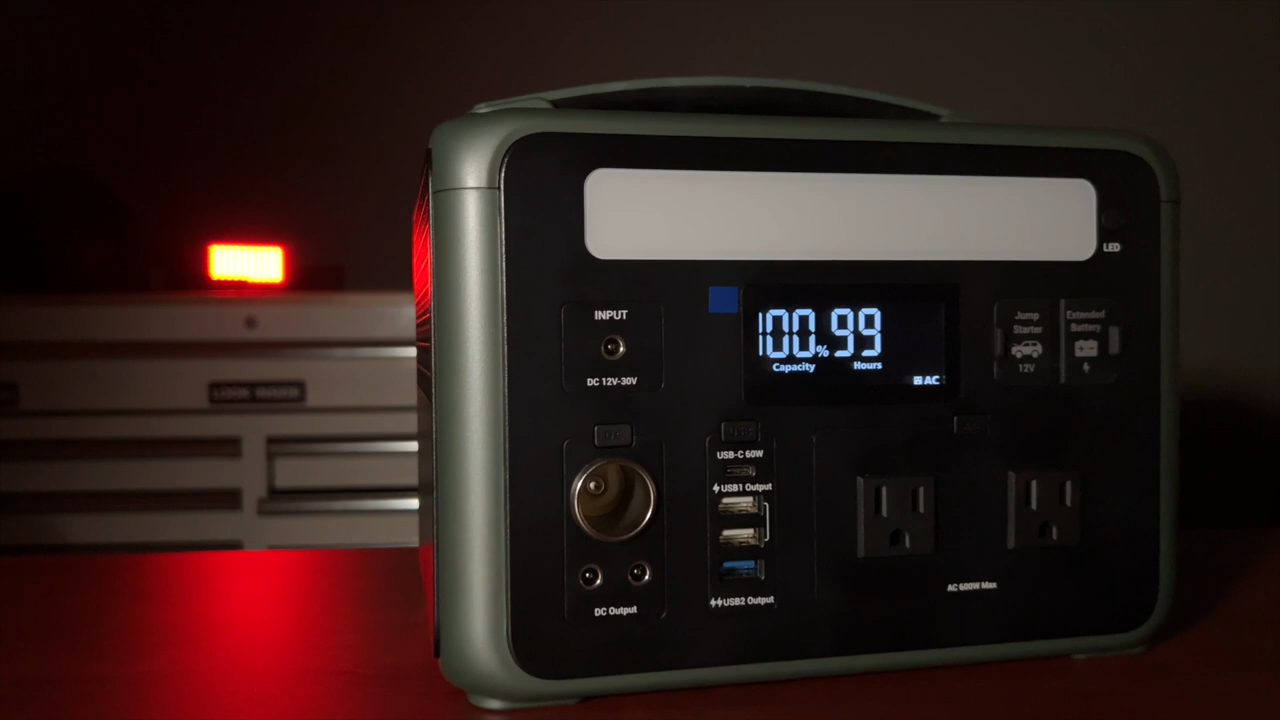 LED
INPUT
DC 12V-30V
100% 99
Capacity Hours
AC
Jump
Starter
12V
Extended
Battery
USB-C 60W
USB1 Output
USB2 Output
DC Output
AC 600W Max